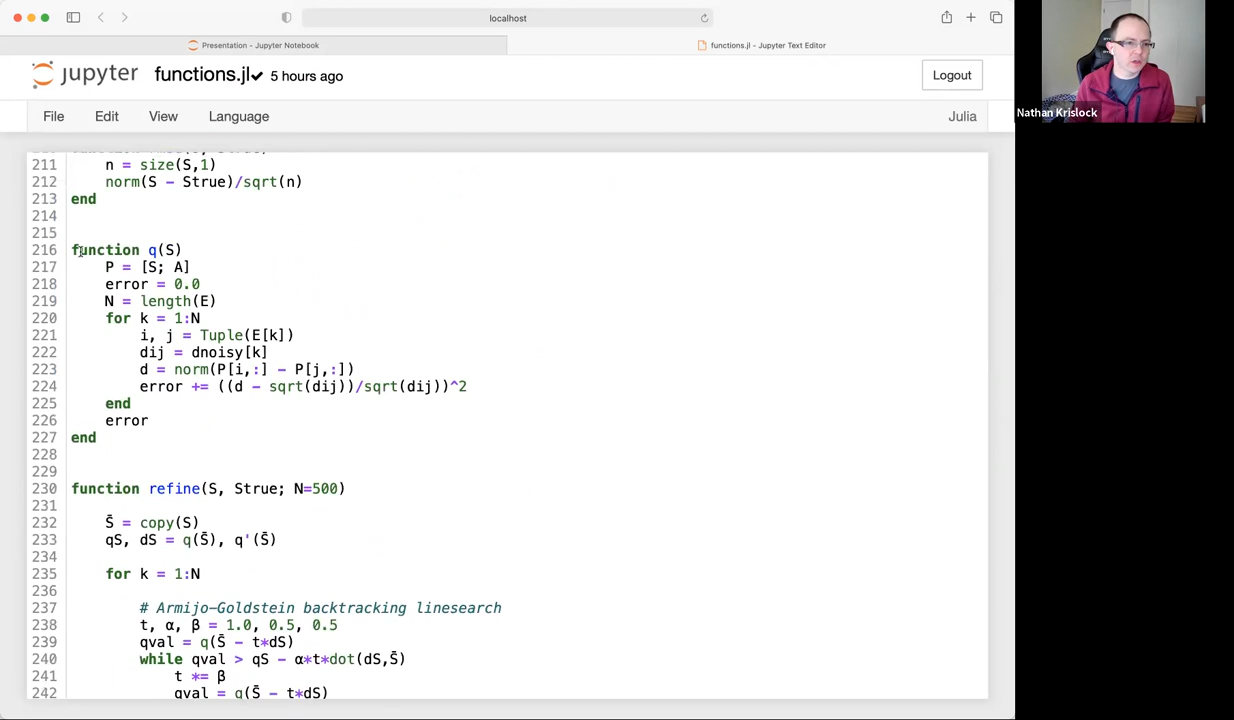 localhost
Presentation - Jupyter Notebook
functions.jl - Jupyter Text Editor
jupyter functions.jl✔ 5 hours ago
Logout
File Edit View Language
Julia
Nathan Krislock
211 n = size(S,1)
212 norm(S - Strue)/sqrt(n)
213 end
214
215
216 function q(S)
217 P = [S; A]
218 error = 0.0
219 N = length(E)
220 for k = 1:N
221 i, j = Tuple(E[k])
222 dij = dnoisy[k]
223 d = norm(P[i,:] - P[j,:])
224 error += ((d - sqrt(dij))/sqrt(dij))^2
225 end
226 error
227 end
228
229
230 function refine(S, Strue; N=500)
231
232 S̄ = copy(S)
233 qS, dS = q(S̄), q'(S̄)
234
235 for k = 1:N
236
237 # Armijo-Goldstein backtracking linesearch
238 t, α, β = 1.0, 0.5, 0.5
239 qval = q(S̄ - t*dS)
240 while qval > qS - α*t*dot(dS,S̄)
241 t *= β
242 qval = q(S̄ - t*dS)